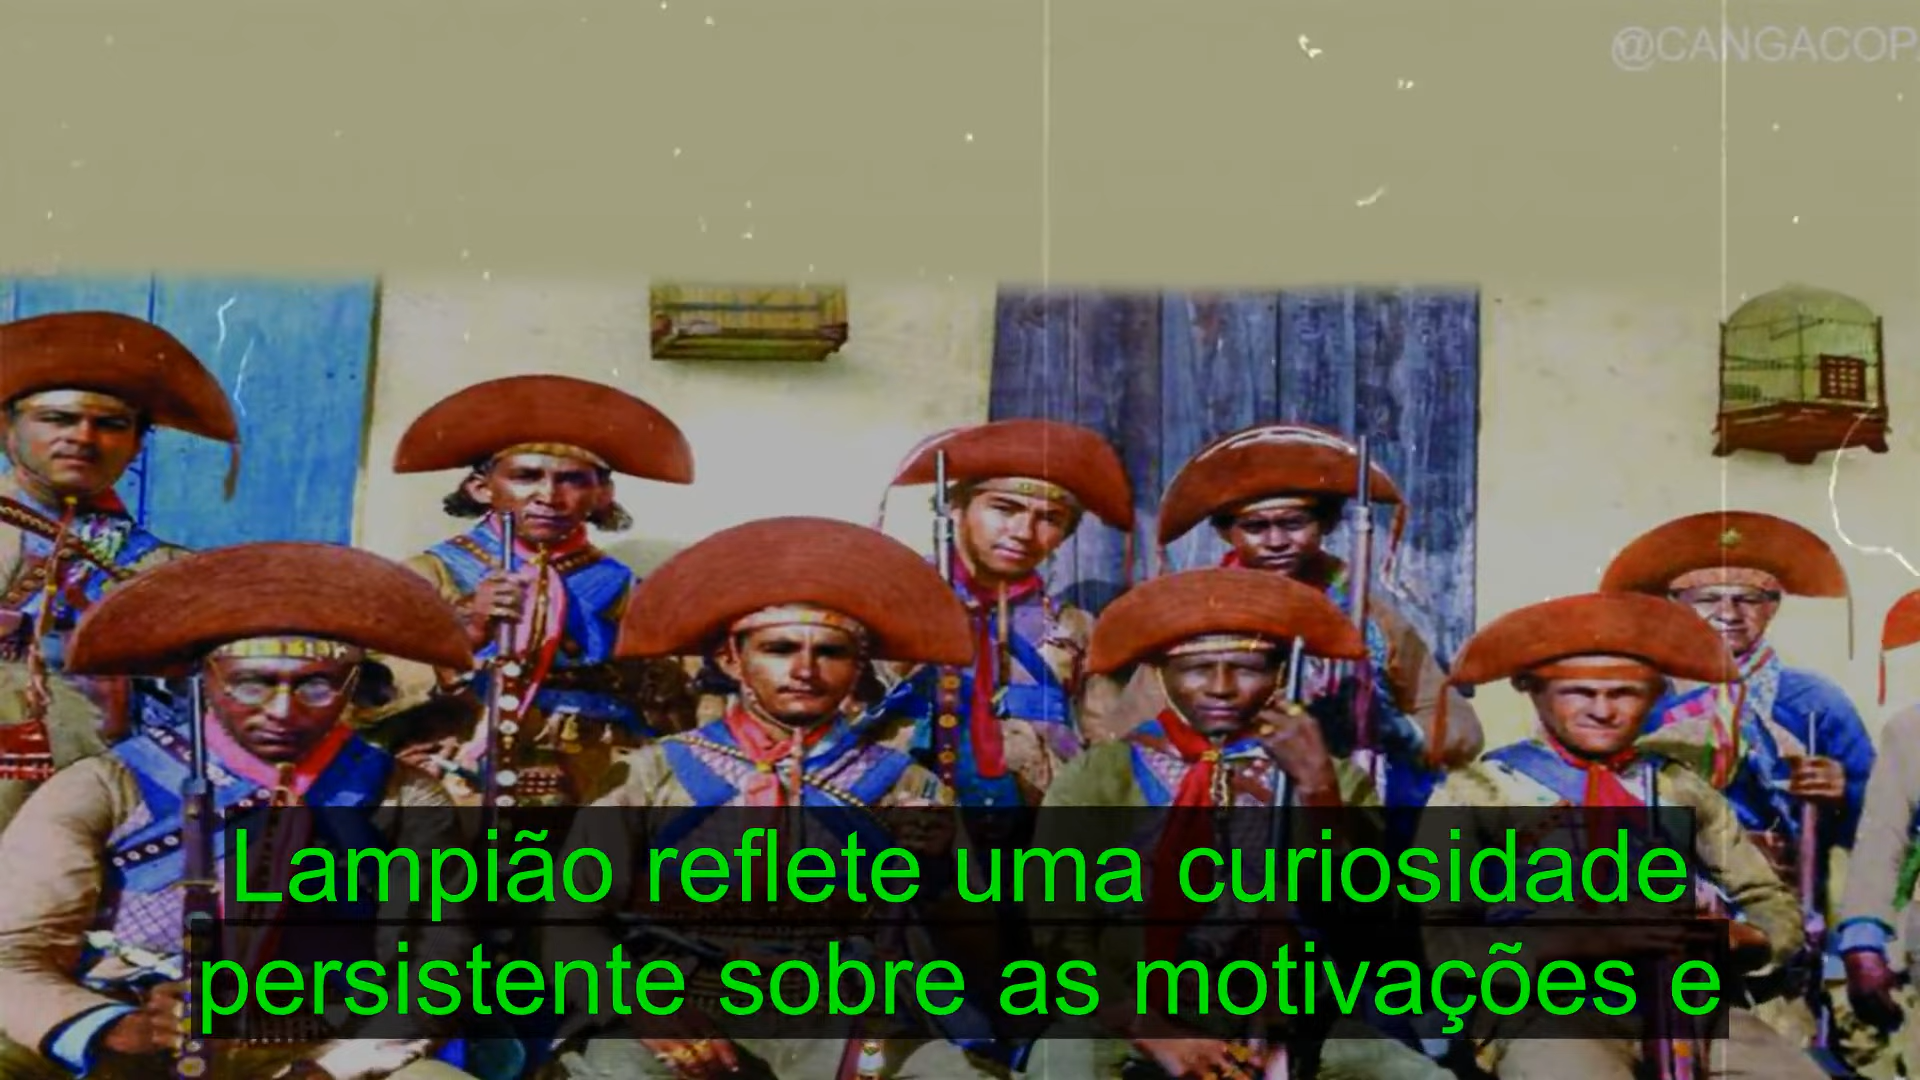 @CANGACOP
Lampião reflete uma curiosidade
persistente sobre as motivações e